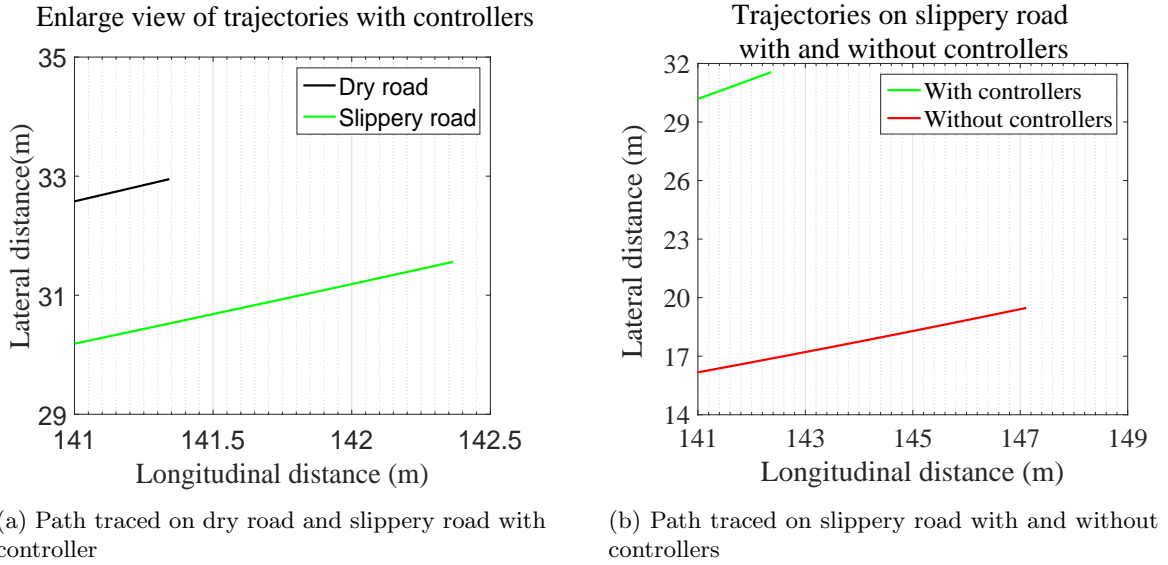 Enlarge view of trajectories with controllers
35
33
31
29
Lateral distance(m)
Dry road
Slippery road
141
141.5
142
142.5
Longitudinal distance (m)
(a) Path traced on dry road and slippery road with
controller
Trajectories on slippery road
with and without controllers
32
29
26
23
20
17
14
Lateral distance (m)
With controllers
Without controllers
141
143
145
147
149
Longitudinal distance (m)
(b) Path traced on slippery road with and without
controllers